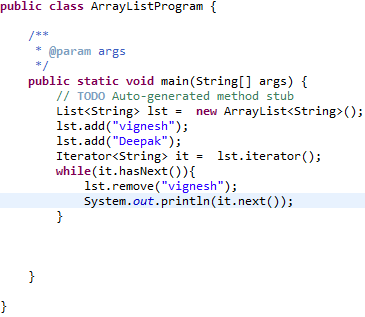 public class ArrayListProgram {
/**
* @param args
*/
public static void main(String[] args) {
// TODO Auto-generated method stub
List<String> lst =  new ArrayList<String>();
lst.add("vignesh");
lst.add("Deepak");
Iterator<String> it =  lst.iterator();
while(it.hasNext()){
lst.remove("vignesh");
System.out.println(it.next());
}
}
}